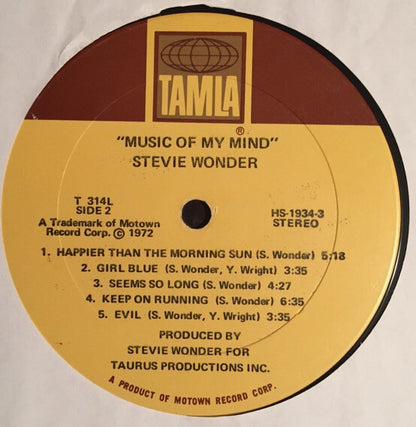 TAMLA®
"MUSIC OF MY MIND"
STEVIE WONDER
T 314L
SIDE 2
A Trademark of Motown
Record Corp. © 1972
HS-1934-3
STEREO
1. HAPPIER THAN THE MORNING SUN (S. Wonder) 5:18
2. GIRL BLUE (S. Wonder, Y. Wright) 3:35
3. SEEMS SO LONG (S. Wonder) 4:27
4. KEEP ON RUNNING (S. Wonder) 6:35
5. EVIL (S. Wonder, Y. Wright) 3:35
PRODUCED BY
STEVIE WONDER FOR
TAURUS PRODUCTIONS INC.
A PRODUCT OF MOTOWN RECORD CORP.